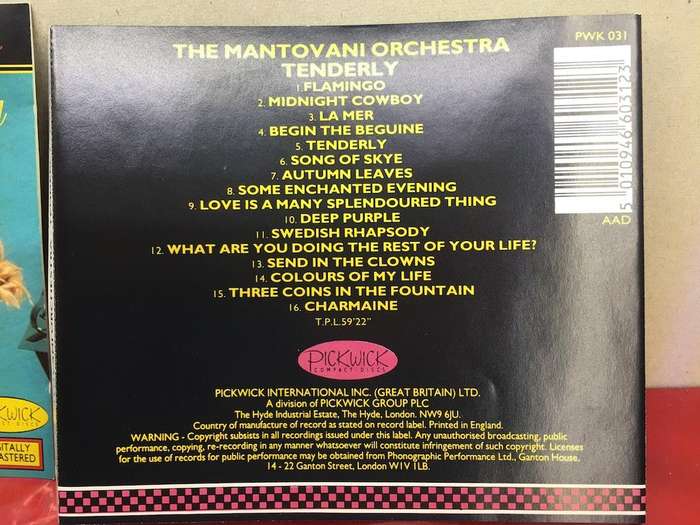 PWK 031
THE MANTOVANI ORCHESTRA
TENDERLY
1. FLAMINGO
2. MIDNIGHT COWBOY
3. LA MER
4. BEGIN THE BEGUINE
5. TENDERLY
6. SONG OF SKYE
7. AUTUMN LEAVES
8. SOME ENCHANTED EVENING
9. LOVE IS A MANY SPLENDOURED THING
10. DEEP PURPLE
11. SWEDISH RHAPSODY
12. WHAT ARE YOU DOING THE REST OF YOUR LIFE?
13. SEND IN THE CLOWNS
14. COLOURS OF MY LIFE
15. THREE COINS IN THE FOUNTAIN
16. CHARMAINE
T.P.L. 59'22"
5 010946 603123
AAD
PICKWICK
COMPACT DISCS
PICKWICK INTERNATIONAL INC. (GREAT BRITAIN) LTD.
A division of PICKWICK GROUP PLC
The Hyde Industrial Estate, The Hyde, London. NW9 6JU.
Country of manufacture of record as stated on record label. Printed in England.
WARNING - Copyright subsists in all recordings issued under this label. Any unauthorised broadcasting, public
performance, copying, re-recording in any manner whatsoever will constitute infringement of such copyright. Licenses
for the use of records for public performance may be obtained from Phonographic Performance Ltd., Ganton House,
14 - 22 Ganton Street, London W1V 1LB.